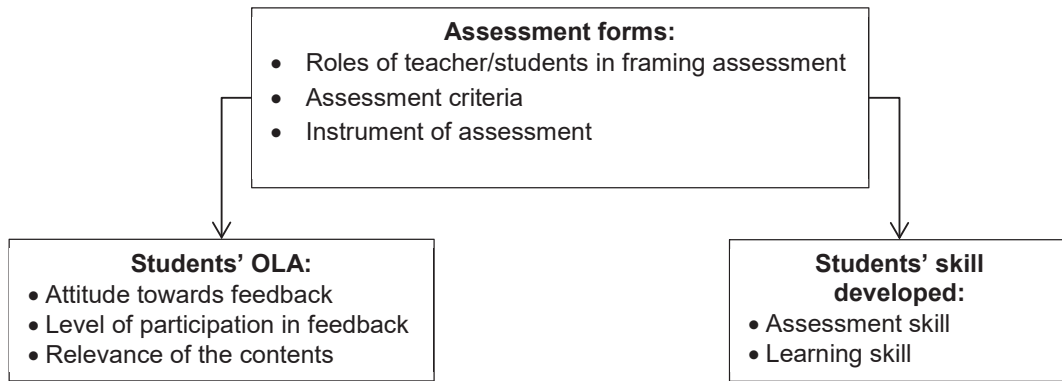 Assessment forms:
• Roles of teacher/students in framing assessment
• Assessment criteria
• Instrument of assessment
Students’ OLA:
• Attitude towards feedback
• Level of participation in feedback
• Relevance of the contents
Students’ skill
developed:
• Assessment skill
• Learning skill